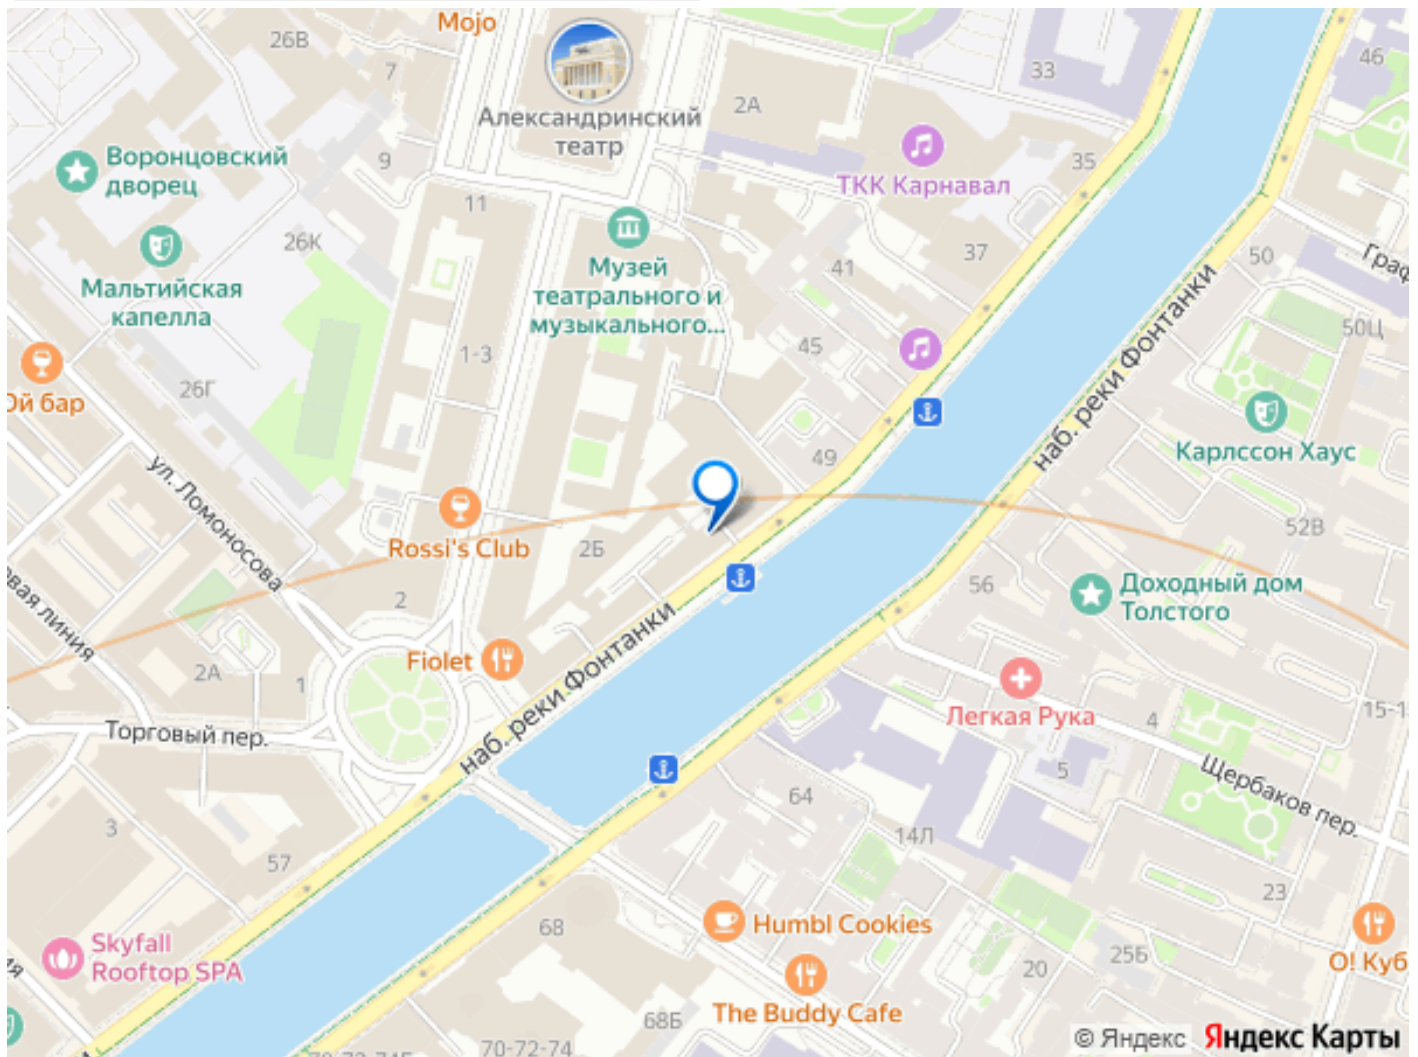 Mojo
26В
7
33
46
2А
Александринский
театр
Воронцовский
дворец
9
35
ТКК Карнавал
11
26К
37
50
Граф
Мальтийская
капелла
Музей
театрального и
музыкального...
41
наб. реки Фонтанки
50Ц
1-3
45
26Г
Ой бар
Карлссон Хаус
49
ул. Ломоносова
52В
Rossi's Club
2Б
56
Доходный дом
Толстого
вая линия
2
Fiolet
наб. реки Фонтанки
2А
1
Легкая Рука
4
15-1
Торговый пер.
5
Щербаков пер.
64
3
14Л
57
23
68
Humbl Cookies
Skyfall
Rooftop SPA
25Б
О! Куб
20
The Buddy Cafe
68Б
70-72-74
© Яндекс
Яндекс Карты